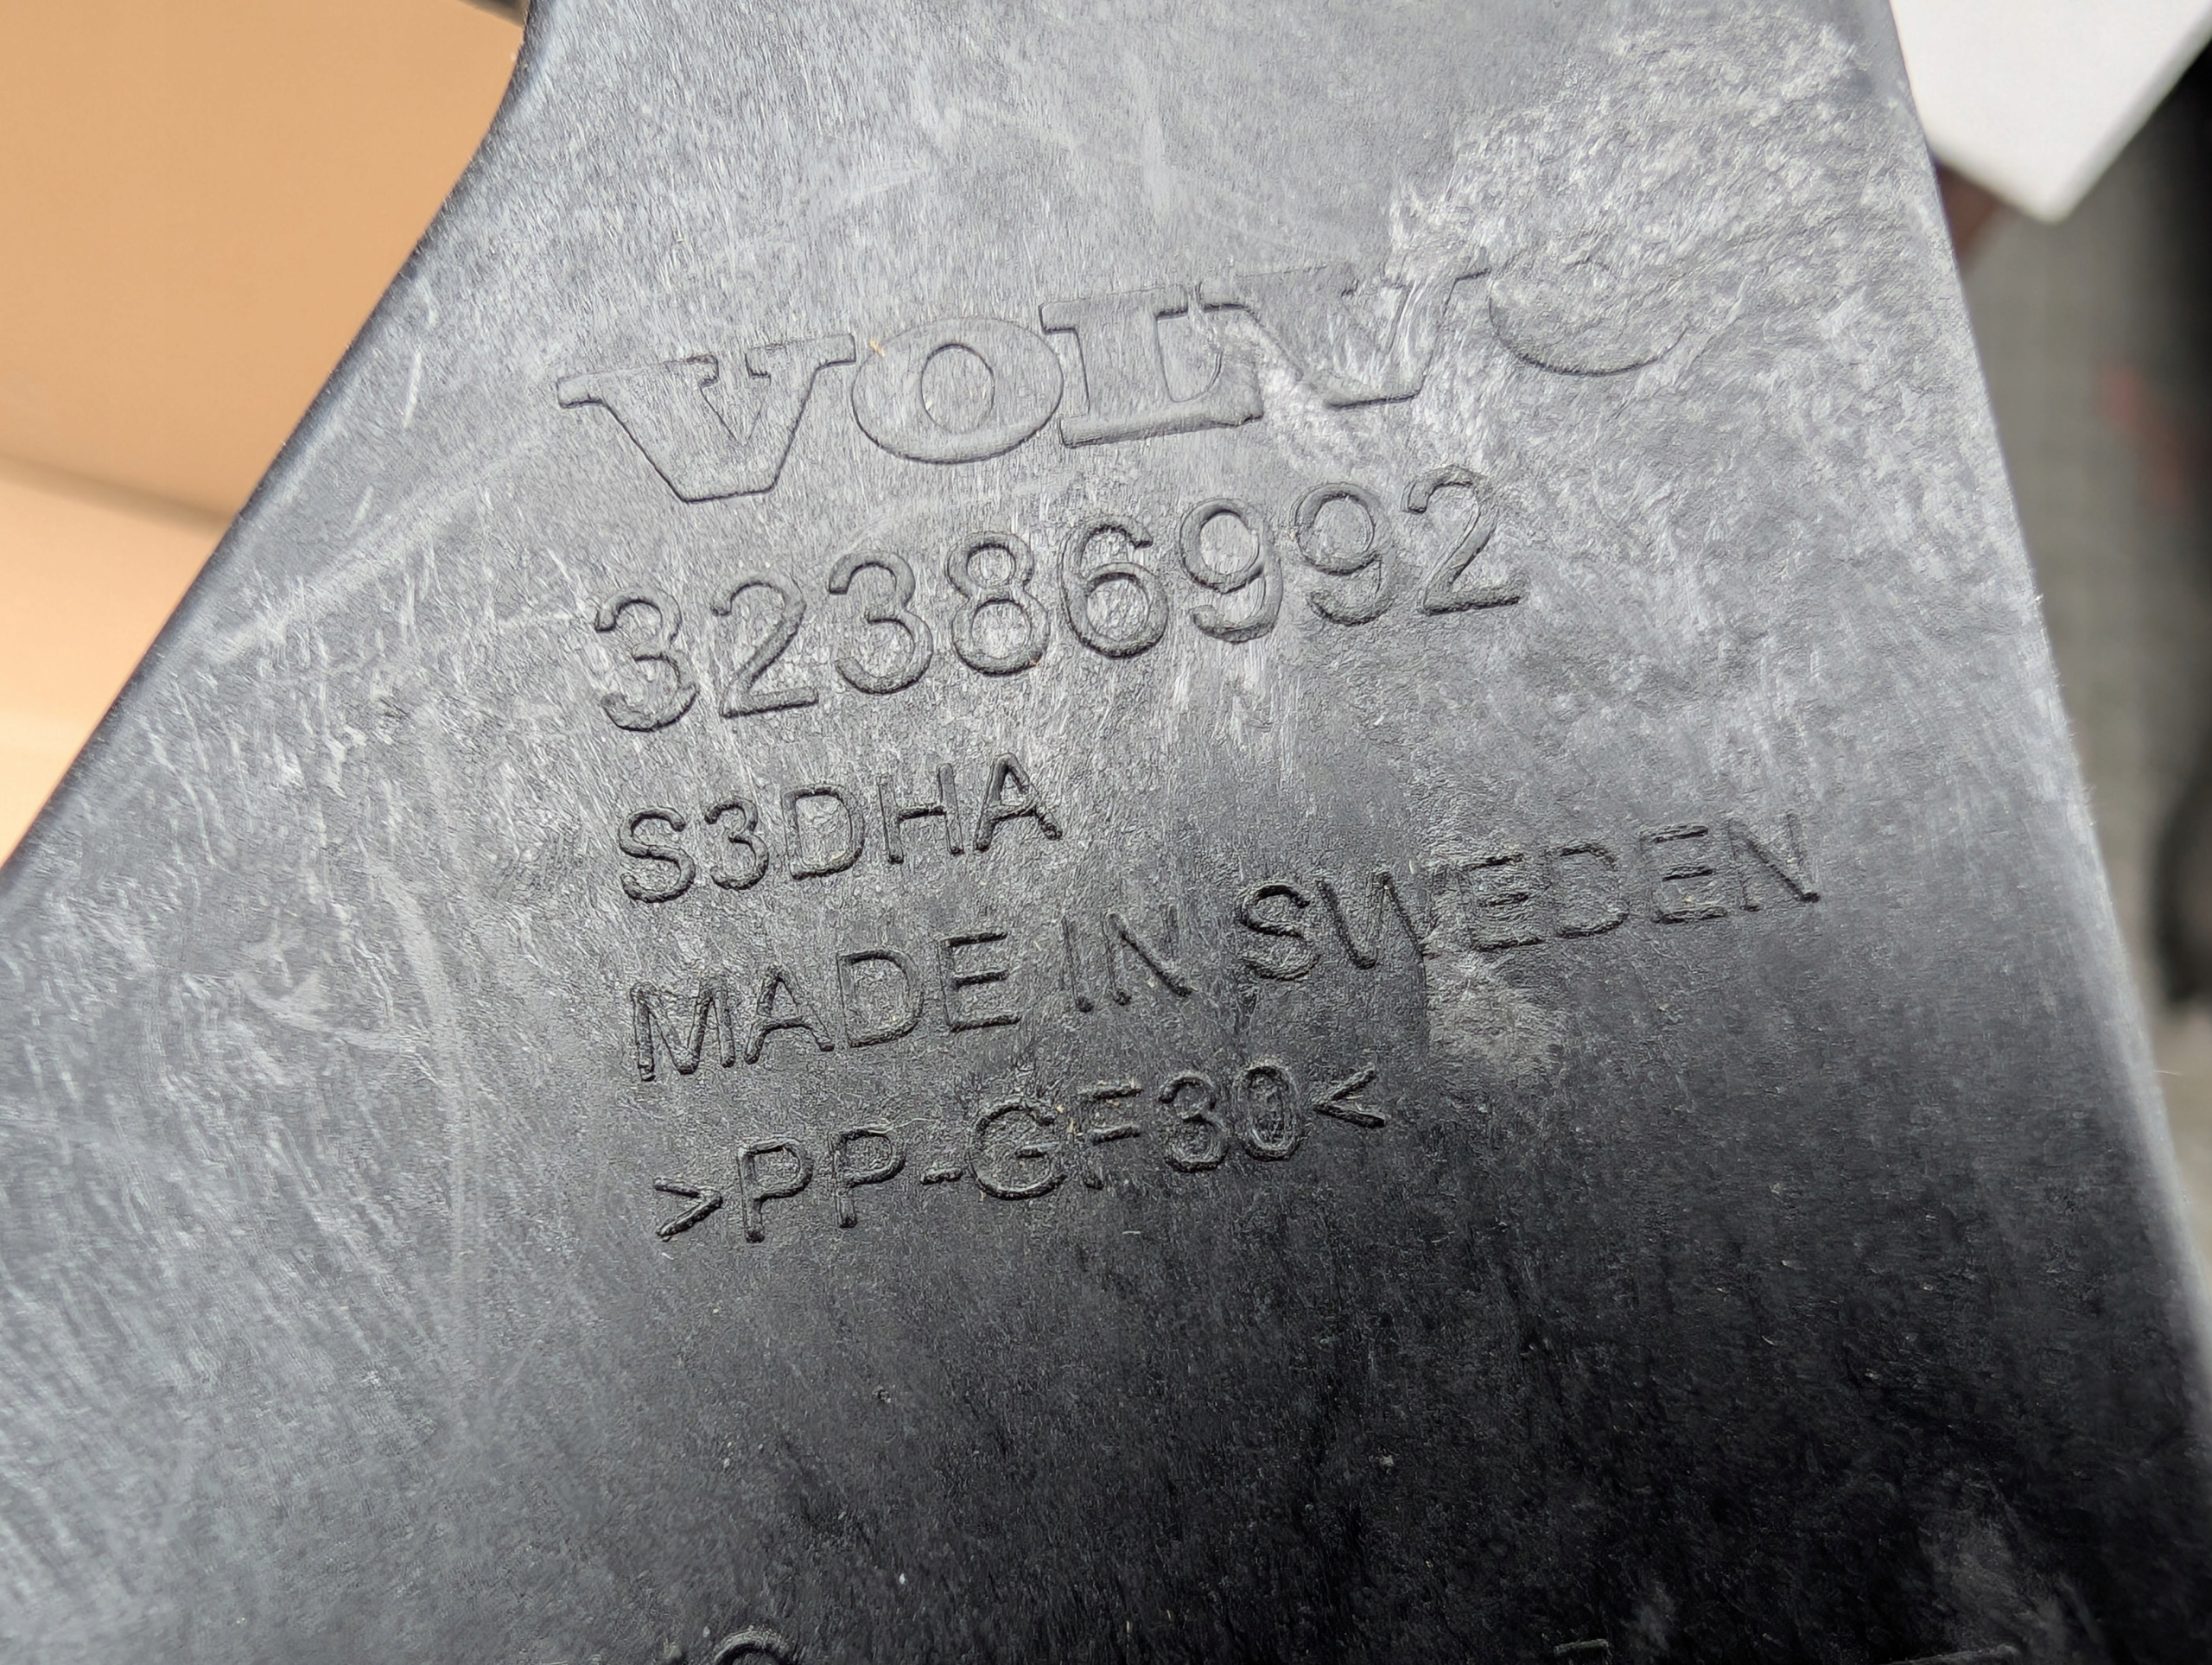 VOLVO
32386992
S3DHA
MADE IN SWEDEN
>PP-GF30<